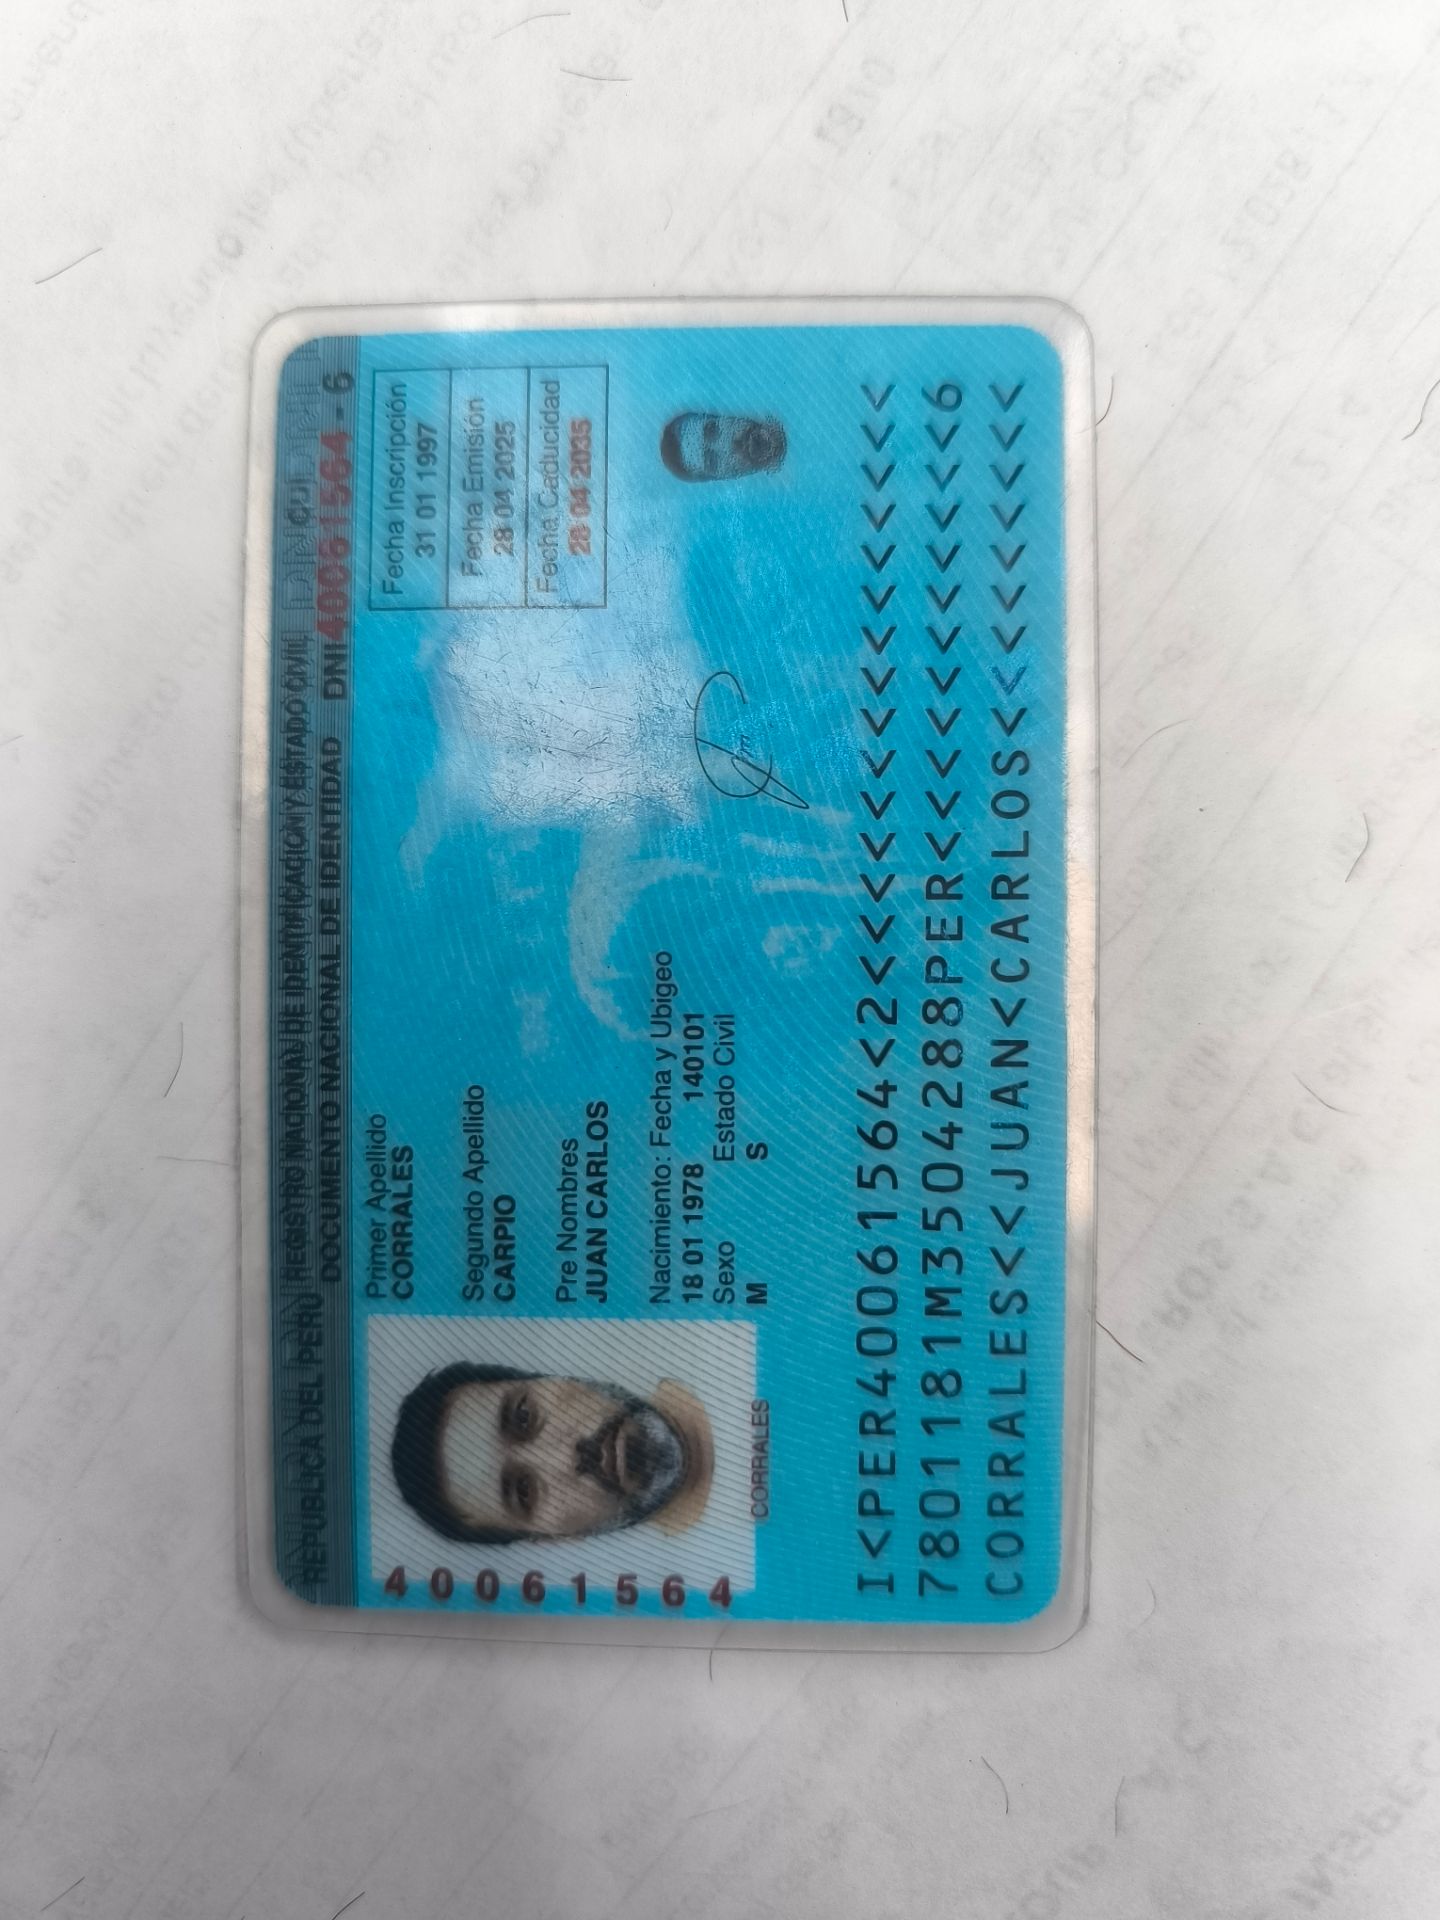 REPUBLICA DEL PERU REGISTRO NACIONAL DE IDENTIFICACION Y ESTADO CIVIL
DOCUMENTO NACIONAL DE IDENTIDAD DNI 40061564 - 6
Primer Apellido
CORRALES
Segundo Apellido
CARPIO
Pre Nombres
JUAN CARLOS
Nacimiento: Fecha y Ubigeo
18 01 1978 140101
Sexo Estado Civil
M S
Fecha Inscripción
31 01 1997
Fecha Emisión
28 04 2025
Fecha Caducidad
28 04 2035
40061564
CORRALES
I<PER40061564<2<<<<<<<<<<<<<<<
7801181M3504288PER<<<<<<<<<<<6
CORRALES<<JUAN<CARLOS<<<<<<<<<